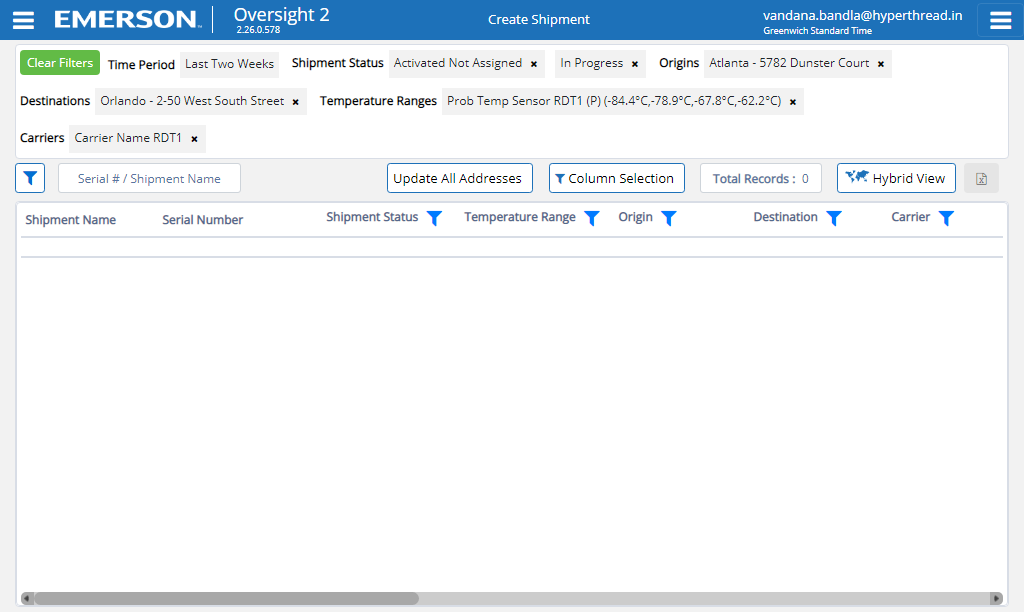 EMERSON Oversight 2 Create Shipment vandana.bandla@hyperthread.in
2.26.0.578 Greenwich Standard Time
Clear Filters Time Period Last Two Weeks Shipment Status Activated Not Assigned × In Progress × Origins Atlanta - 5782 Dunster Court ×
Destinations Orlando - 2-50 West South Street × Temperature Ranges Prob Temp Sensor RDT1 (P) (-84.4°C,-78.9°C,-67.8°C,-62.2°C) ×
Carriers Carrier Name RDT1 ×
Serial # / Shipment Name Update All Addresses Column Selection Total Records : 0 Hybrid View
Shipment Name Serial Number Shipment Status Temperature Range Origin Destination Carrier